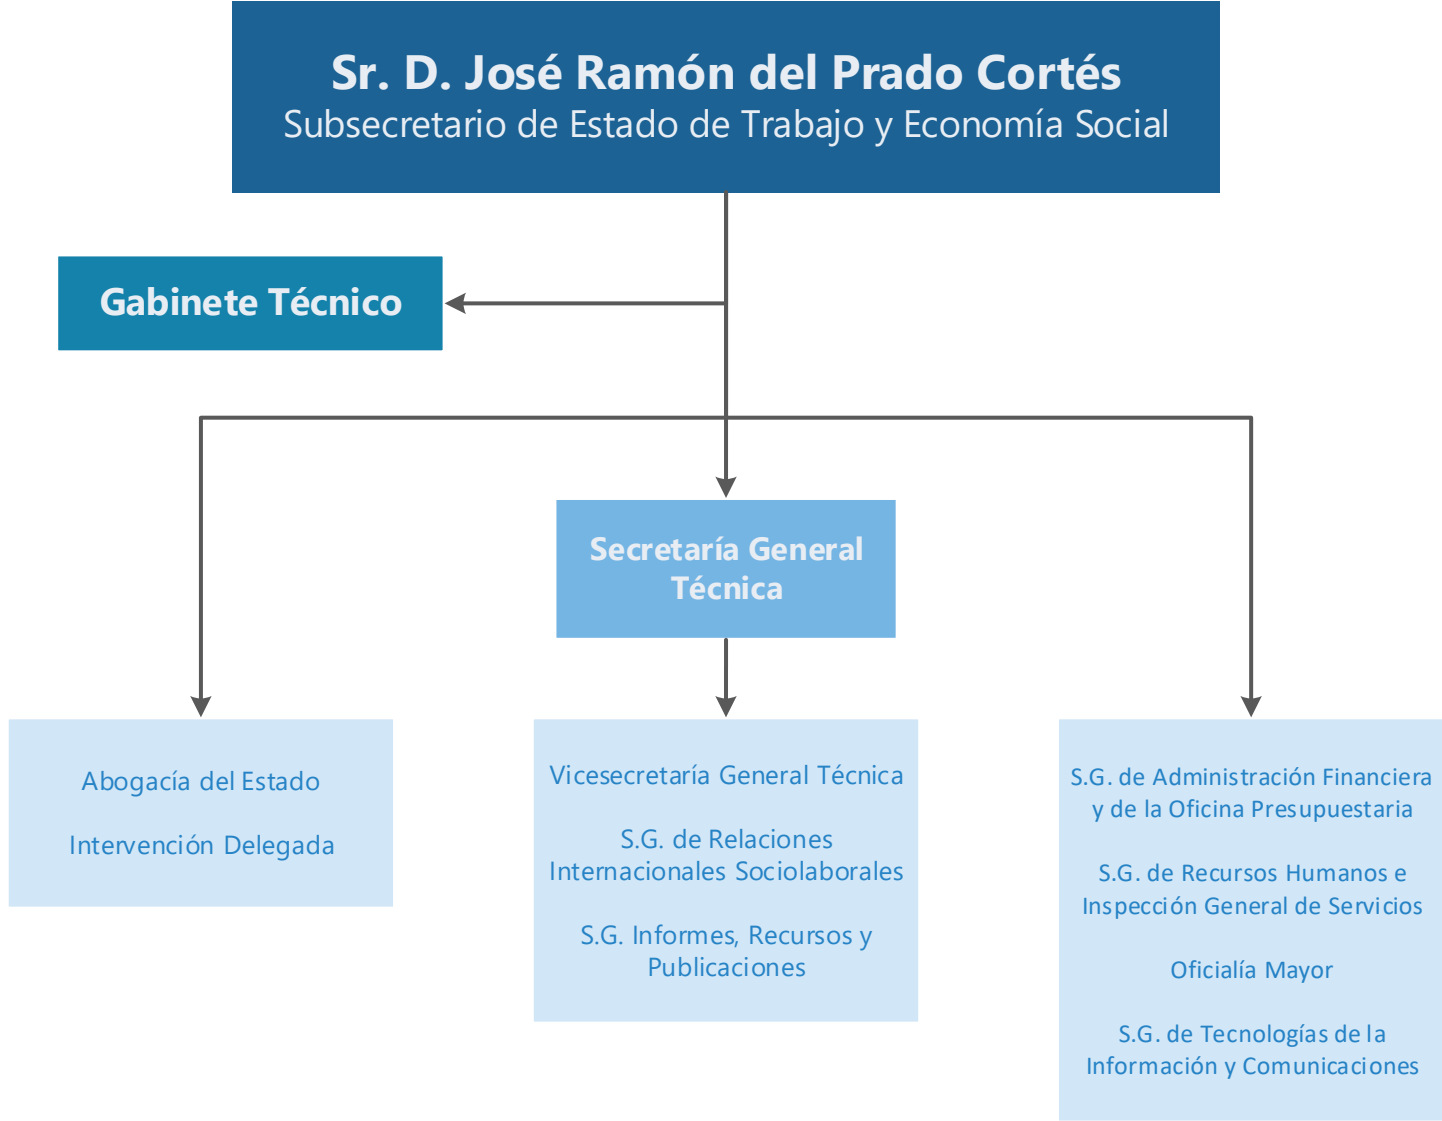 Sr. D. José Ramón del Prado Cortés
Subsecretario de Estado de Trabajo y Economía Social
Gabinete Técnico
Secretaría General
Técnica
Abogacía del Estado
Intervención Delegada
Vicesecretaría General Técnica
S.G. de Relaciones
Internacionales Sociolaborales
S.G. Informes, Recursos y
Publicaciones
S.G. de Administración Financiera
y de la Oficina Presupuestaria
S.G. de Recursos Humanos e
Inspección General de Servicios
Oficialía Mayor
S.G. de Tecnologías de la
Información y Comunicaciones